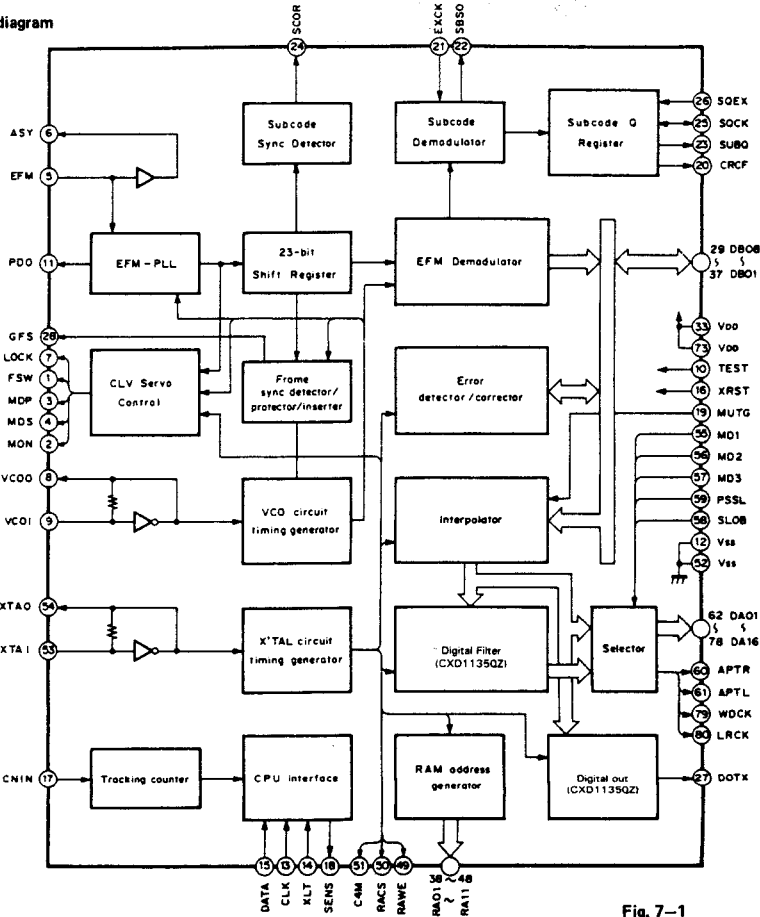 diagram
SCOR
EXCK
SBSO
24
21
22
ASY
6
EFM
5
Subcode
Sync Detector
Subcode
Demodulator
Subcode Q
Register
26 SQEX
25 SQCK
23 SUBQ
20 CRCF
PDO
11
EFM-PLL
23-bit
Shift Register
EFM Demodulator
29 DB08
37 DB01
GFS
28
LOCK
7
FSW
1
MDP
3
MDS
4
MON
2
CLV Servo
Control
Frame
sync detector/
protector/inserter
Error
detector/corrector
33 VDD
73 VDD
10 TEST
16 XRST
19 MUTG
55 MD1
56 MD2
57 MD3
59 PSSL
58 SLOB
12 Vss
52 Vss
VCOO
8
VCOI
9
VCO circuit
timing generator
Interpolator
XTAO
54
XTAI
53
X'TAL circuit
timing generator
Digital Filter
(CXD1135QZ)
Selector
62 DA01
78 DA16
60 APTR
61 APTL
79 WDCK
80 LRCK
CNIN
17
Tracking counter
CPU interface
RAM address
generator
Digital out
(CXD1135QZ)
27 DOTX
15
13
14
18
51
50
49
38 ~ 48
DATA
CLK
XLT
SENS
C4M
RACS
RAWE
RA01
~
RA11
Fig. 7–1